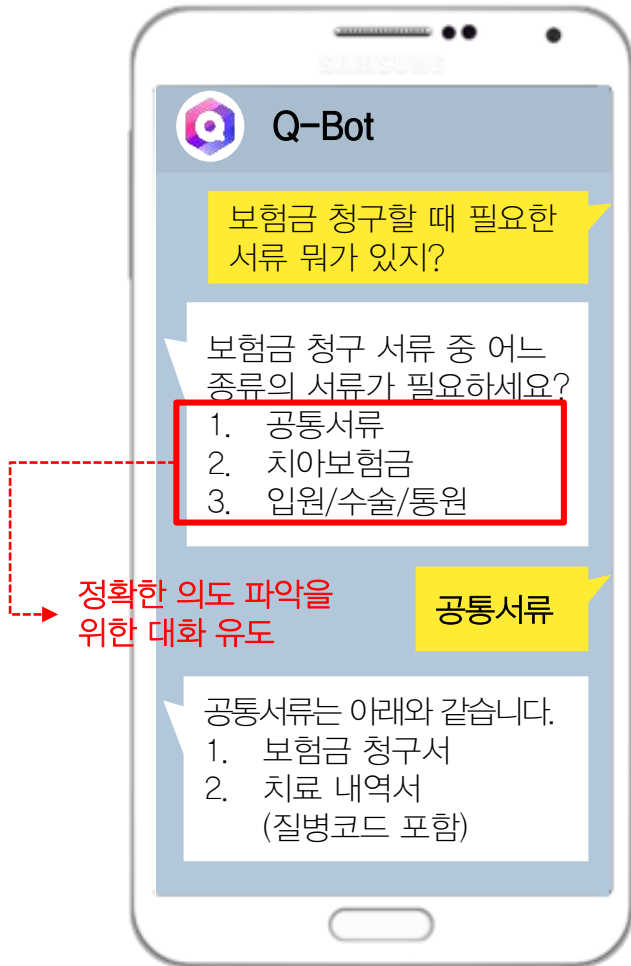 SAMSUNG
Q-Bot
보험금 청구할 때 필요한
서류 뭐가 있지?
보험금 청구 서류 중 어느
종류의 서류가 필요하세요?
1. 공통서류
2. 치아보험금
3. 입원/수술/통원
정확한 의도 파악을
위한 대화 유도
공통서류
공통서류는 아래와 같습니다.
1. 보험금 청구서
2. 치료 내역서
(질병코드 포함)